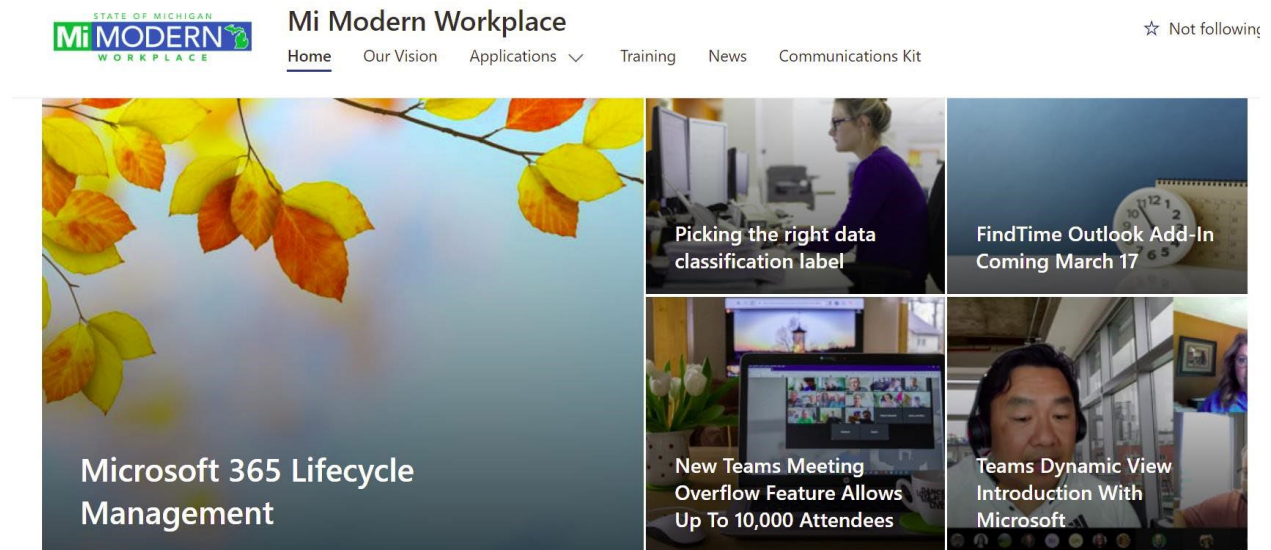 STATE OF MICHIGAN
Mi MODERN
WORKPLACE
Mi Modern Workplace
Not following
Home Our Vision Applications Training News Communications Kit
Microsoft 365 Lifecycle
Management
Picking the right data
classification label
FindTime Outlook Add-In
Coming March 17
New Teams Meeting
Overflow Feature Allows
Up To 10,000 Attendees
Teams Dynamic View
Introduction With
Microsoft